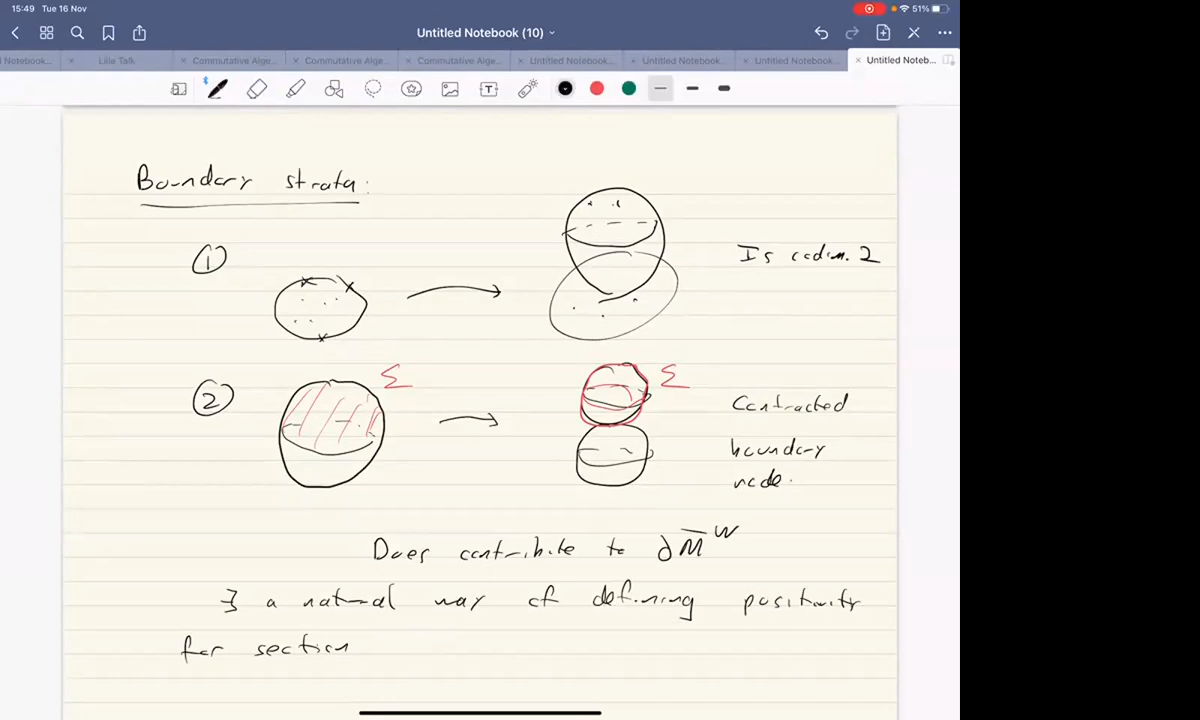 15:49 Tue 16 Nov
51%
Untitled Notebook (10)
Notebook...
Lille Talk
Commutative Alge...
Commutative Alge...
Commutative Alge...
Untitled Notebook...
Untitled Notebook...
Untitled Notebook...
Untitled Noteb...
Boundary strata:
①
Is codim. 2
②
Σ
Σ
Contracted
boundary
node.
Does contribute to ∂M̅^W
∃ a natural way of defining positivity
for section